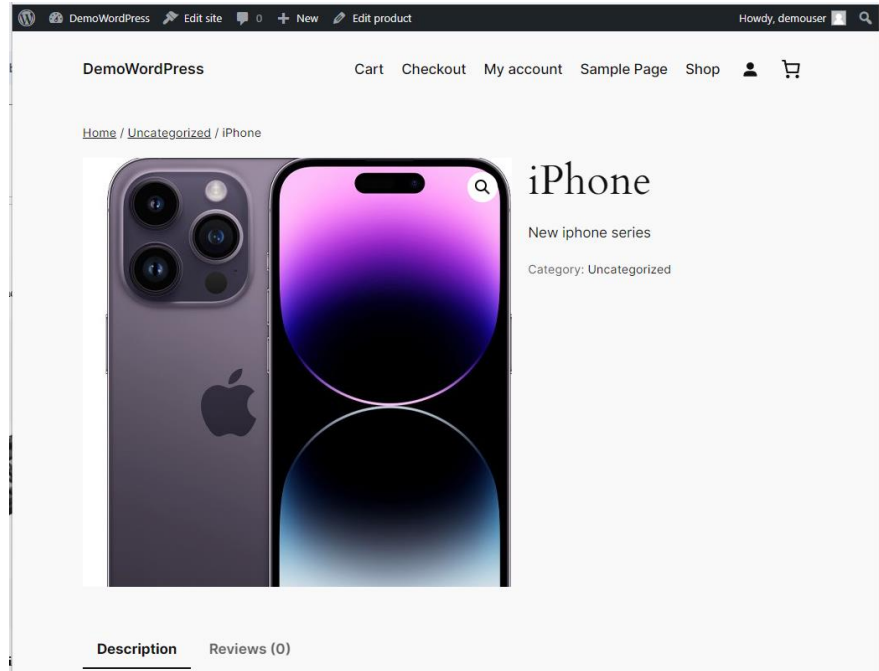 DemoWordPress Edit site 0 New Edit product Howdy, demouser
DemoWordPress Cart Checkout My account Sample Page Shop
Home / Uncategorized / iPhone
iPhone
New iphone series
Category: Uncategorized
Description Reviews (0)